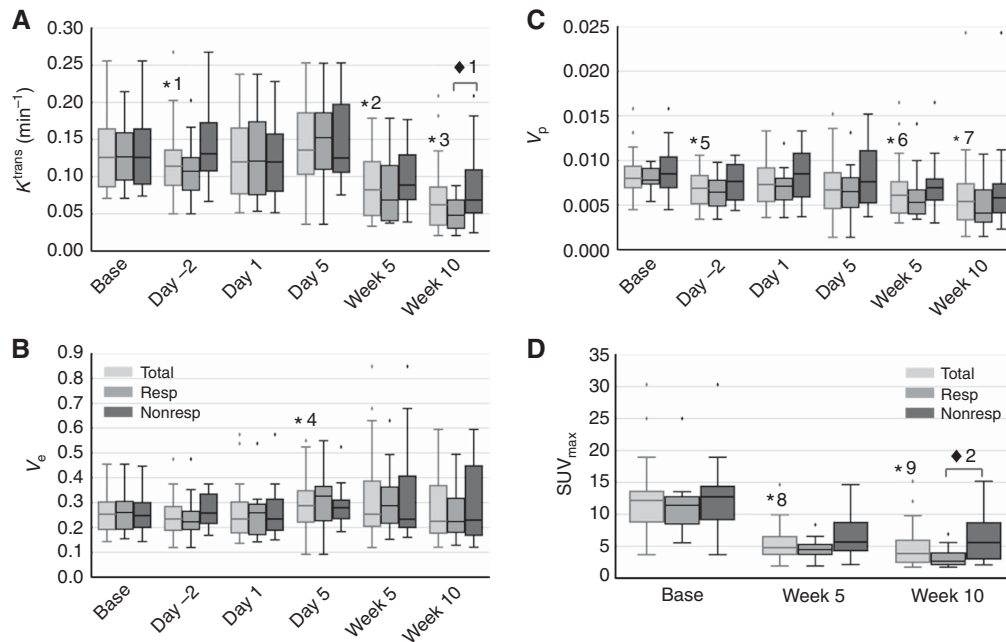 A
K^trans (min⁻¹)
0.30
0.25
0.20
0.15
0.10
0.05
0.00
*1
*2
*3
♦ 1
Base
Day −2
Day 1
Day 5
Week 5
Week 10
B
V_e
0.9
0.8
0.7
0.6
0.5
0.4
0.3
0.2
0.1
0.0
Total
Resp
Nonresp
*4
Base
Day −2
Day 1
Day 5
Week 5
Week 10
C
V_p
0.025
0.020
0.015
0.010
0.005
0.000
*5
*6
*7
Base
Day −2
Day 1
Day 5
Week 5
Week 10
D
SUV_max
35
30
25
20
15
10
5
0
Total
Resp
Nonresp
*8
*9
♦ 2
Base
Week 5
Week 10